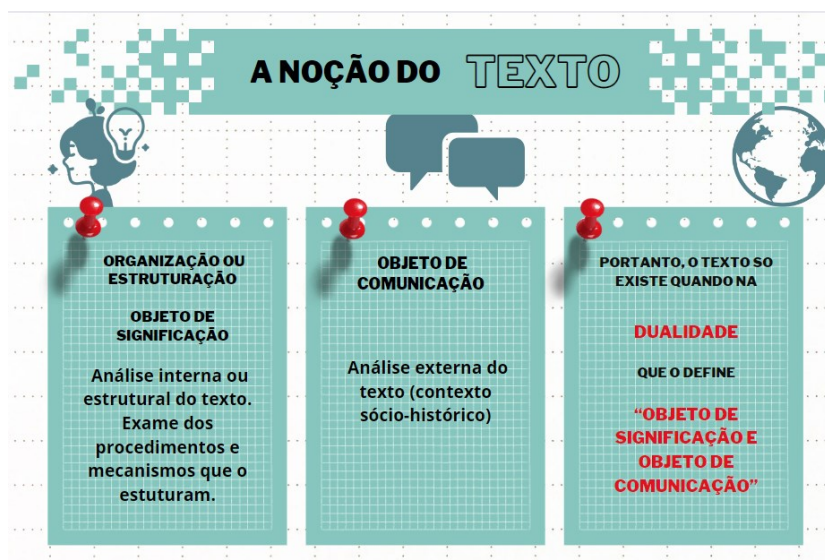 A NOÇÃO DO TEXTO
ORGANIZAÇÃO OU
ESTRUTURAÇÃO
OBJETO DE
SIGNIFICAÇÃO
Análise interna ou
estrutural do texto.
Exame dos
procedimentos e
mecanismos que o
estuturam.
OBJETO DE
COMUNICAÇÃO
Análise externa do
texto (contexto
sócio-histórico)
PORTANTO, O TEXTO SO
EXISTE QUANDO NA
DUALIDADE
QUE O DEFINE
“OBJETO DE
SIGNIFICAÇÃO E
OBJETO DE
COMUNICAÇÃO”